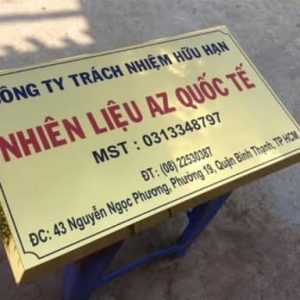 CÔNG TY TRÁCH NHIỆM HỮU HẠN
NHIÊN LIỆU AZ QUỐC TẾ
MST : 0313348797
ĐT : (08) 22530387
ĐC: 43 Nguyễn Ngọc Phương, Phường 19, Quận Bình Thạnh, TP HCM